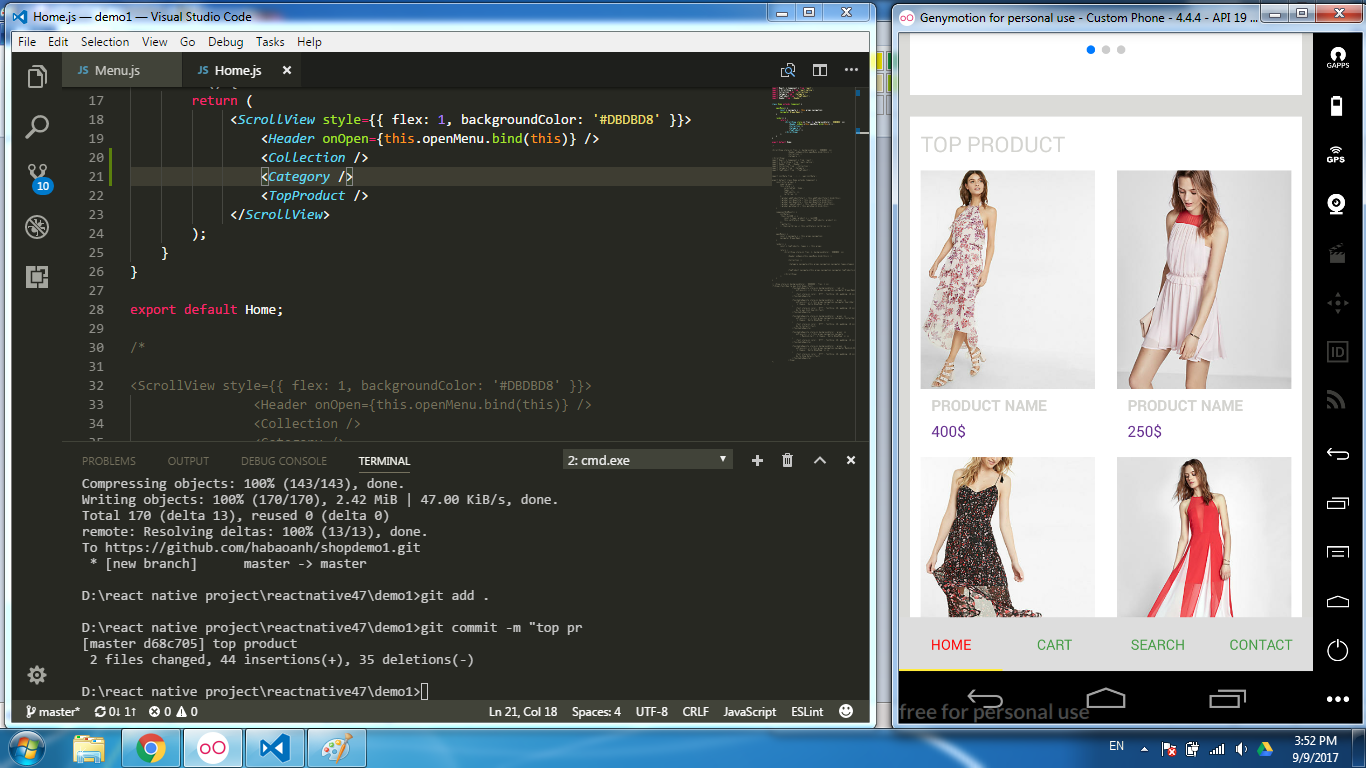 Home.js — demo1 — Visual Studio Code
File Edit Selection View Go Debug Tasks Help
JS Menu.js
JS Home.js
17 return (
18 <ScrollView style={{ flex: 1, backgroundColor: '#DBDBD8' }}>
19 <Header onOpen={this.openMenu.bind(this)} />
20 <Collection />
21 <Category />
22 <TopProduct />
23 </ScrollView>
24 );
25 }
26 }
27
28 export default Home;
29
30 /*
31
32 <ScrollView style={{ flex: 1, backgroundColor: '#DBDBD8' }}>
33 <Header onOpen={this.openMenu.bind(this)} />
34 <Collection />
35 <Category />
10
PROBLEMS OUTPUT DEBUG CONSOLE TERMINAL 2: cmd.exe
Compressing objects: 100% (143/143), done.
Writing objects: 100% (170/170), 2.42 MiB | 47.00 KiB/s, done.
Total 170 (delta 13), reused 0 (delta 0)
remote: Resolving deltas: 100% (13/13), done.
To https://github.com/habaoanh/shopdemo1.git
* [new branch] master -> master
D:\react native project\reactnative47\demo1>git add .
D:\react native project\reactnative47\demo1>git commit -m "top pr
[master d68c705] top product
2 files changed, 44 insertions(+), 35 deletions(-)
D:\react native project\reactnative47\demo1>
master* 0↓ 1↑ 0 0 Ln 21, Col 18 Spaces: 4 UTF-8 CRLF JavaScript ESLint
Genymotion for personal use - Custom Phone - 4.4.4 - API 19 ...
TOP PRODUCT
PRODUCT NAME PRODUCT NAME
400$ 250$
HOME CART SEARCH CONTACT
free for personal use
GAPPS
GPS
ID
EN
3:52 PM
9/9/2017